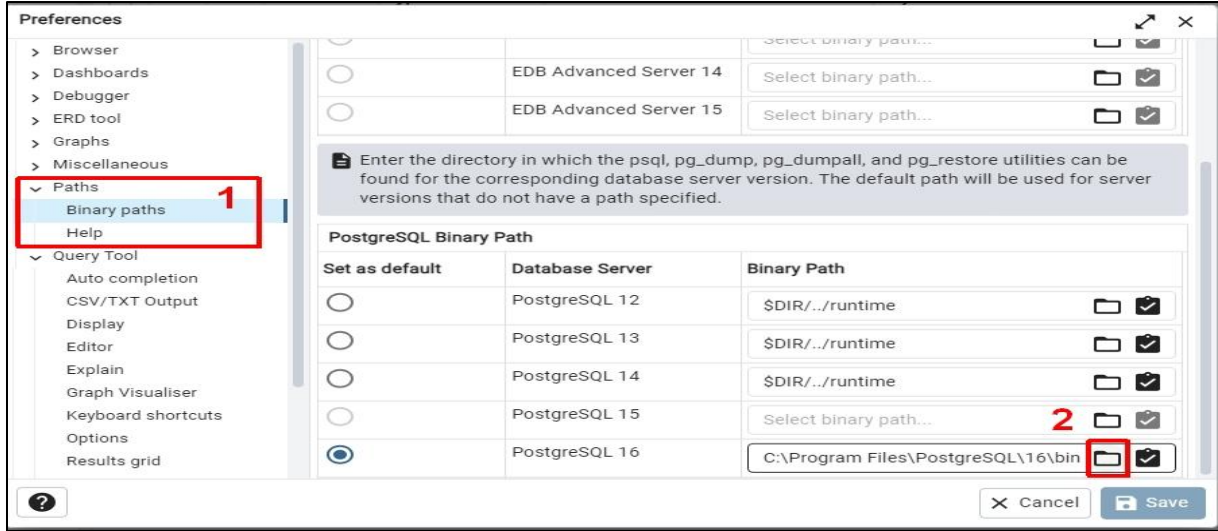 Preferences
Browser
Dashboards
Debugger
ERD tool
Graphs
Miscellaneous
Paths
1
Binary paths
Help
Query Tool
Auto completion
CSV/TXT Output
Display
Editor
Explain
Graph Visualiser
Keyboard shortcuts
Options
Results grid
Select binary path...
EDB Advanced Server 14 Select binary path...
EDB Advanced Server 15 Select binary path...
Enter the directory in which the psql, pg_dump, pg_dumpall, and pg_restore utilities can be
found for the corresponding database server version. The default path will be used for server
versions that do not have a path specified.
PostgreSQL Binary Path
Set as default Database Server Binary Path
PostgreSQL 12 $DIR/../runtime
PostgreSQL 13 $DIR/../runtime
PostgreSQL 14 $DIR/../runtime
PostgreSQL 15 Select binary path... 2
PostgreSQL 16 C:\Program Files\PostgreSQL\16\bin
? × Cancel Save